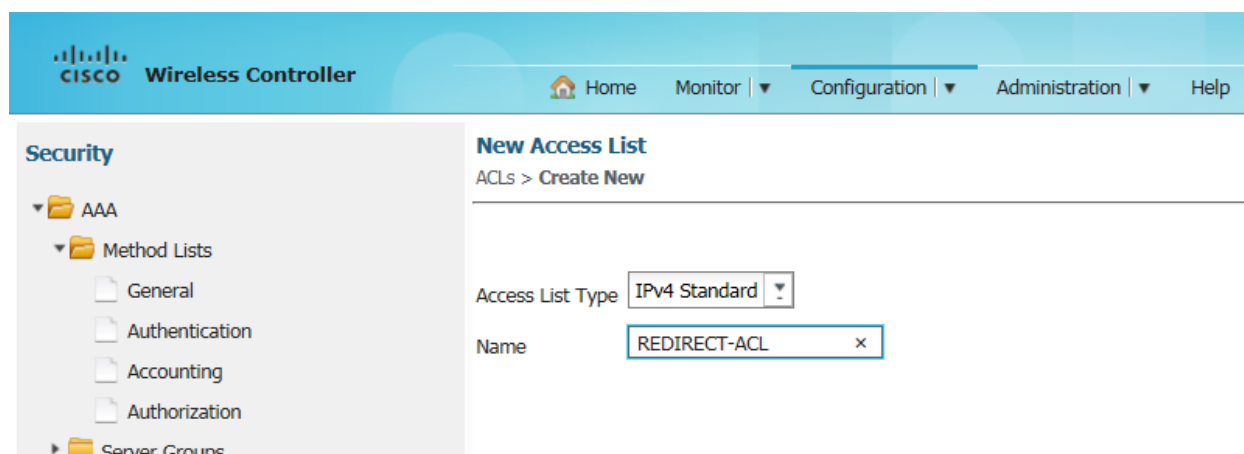 CISCO Wireless Controller
Home Monitor Configuration Administration Help
Security
AAA
Method Lists
General
Authentication
Accounting
Authorization
Server Groups
New Access List
ACLs > Create New
Access List Type IPv4 Standard
Name REDIRECT-ACL ×